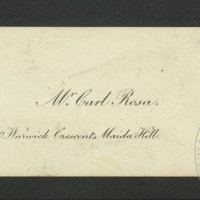 Mr. Carl Rosa.
Warwick Crescent, Maida Hill.